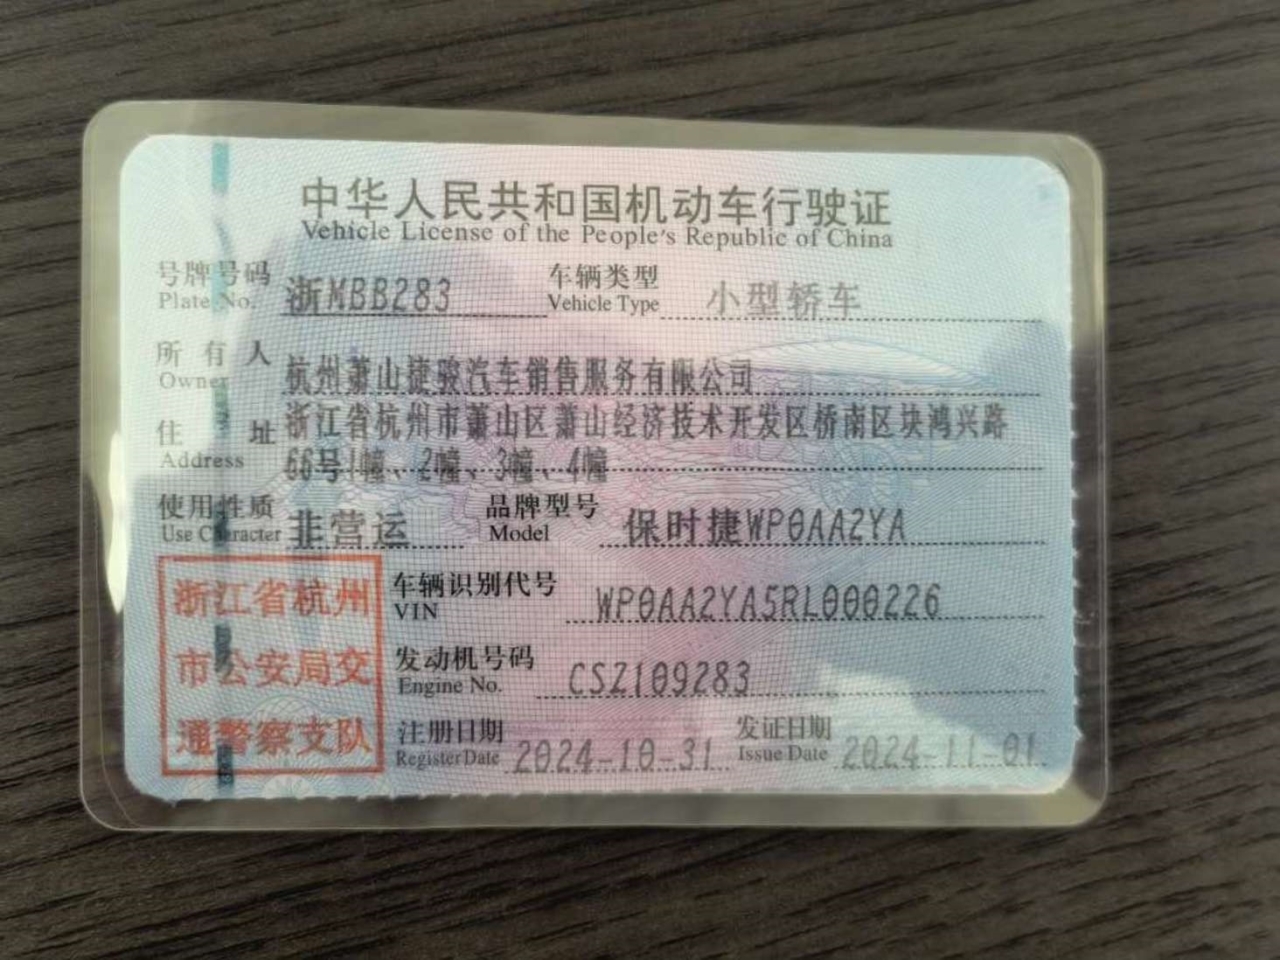 中华人民共和国机动车行驶证
Vehicle License of the People's Republic of China
号牌号码 浙MBB283 车辆类型 小型轿车
Plate No. Vehicle Type
所有人 杭州萧山捷骏汽车销售服务有限公司
Owner
住址 浙江省杭州市萧山区萧山经济技术开发区桥南区块鸿兴路
Address 66号1幢、2幢、3幢、4幢
使用性质 非营运 品牌型号 保时捷WP0AA2YA
Use Character Model
浙江省杭州
市公安局交
通警察支队
车辆识别代号 WP0AA2YA5RL000226
VIN
发动机号码 CSZ109283
Engine No.
注册日期 2024-10-31 发证日期 2024-11-01
Register Date Issue Date